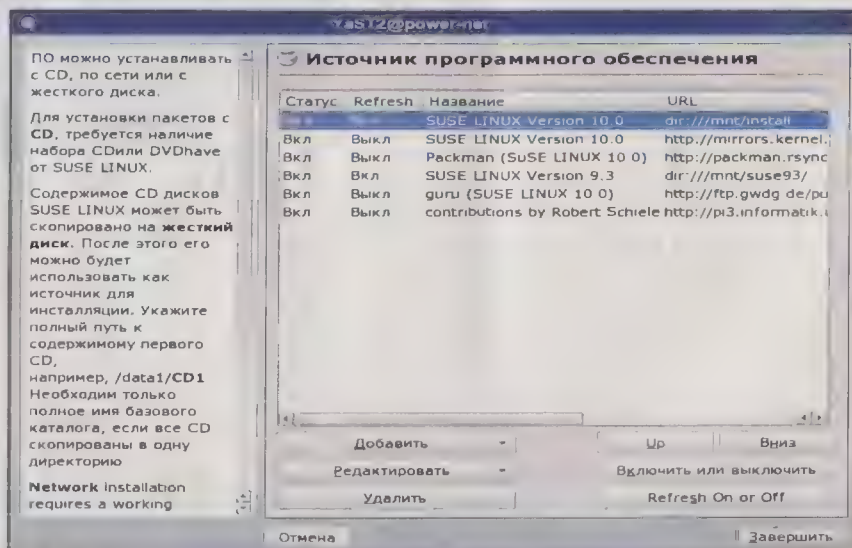 YaST2@power-net
ПО можно устанавливать
с CD, по сети или с
жесткого диска.
Для установки пакетов с
CD, требуется наличие
набора CDили DVDhave
от SUSE LINUX.
Содержимое CD дисков
SUSE LINUX может быть
скопировано на жесткий
диск. После этого его
можно будет
использовать как
источник для
инсталляции. Укажите
полный путь к
содержимому первого
CD,
например, /data1/CD1
Необходим только
полное имя базового
каталога, если все CD
скопированы в одну
директорию
Network installation
requires a working
Источник программного обеспечения
Статус Refresh Название URL
SUSE LINUX Version 10.0 dir:///mnt/install
Вкл Выкл SUSE LINUX Version 10.0 http://mirrors.kernel.
Вкл Выкл Packman (SuSE LINUX 10 0) http://packman.rsync
Вкл Вкл SUSE LINUX Version 9.3 dir:///mnt/suse93/
Вкл Выкл guru (SUSE LINUX 10 0) http://ftp.gwdg de/pu
Вкл Выкл contributions by Robert Schiele http://pi3.informatik.
Добавить Up Вниз
Редактировать Включить или выключить
Удалить Refresh On or Off
Отмена Завершить